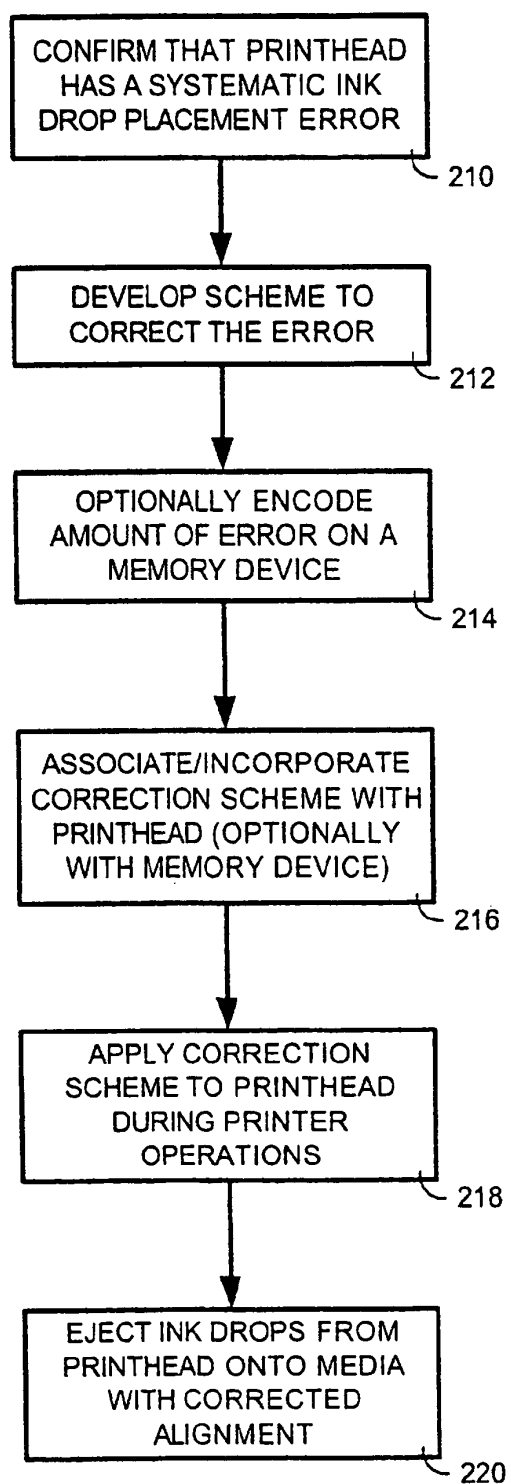 CONFIRM THAT PRINTHEAD
HAS A SYSTEMATIC INK
DROP PLACEMENT ERROR
210
DEVELOP SCHEME TO
CORRECT THE ERROR
212
OPTIONALLY ENCODE
AMOUNT OF ERROR ON A
MEMORY DEVICE
214
ASSOCIATE/INCORPORATE
CORRECTION SCHEME WITH
PRINTHEAD (OPTIONALLY
WITH MEMORY DEVICE)
216
APPLY CORRECTION
SCHEME TO PRINTHEAD
DURING PRINTER
OPERATIONS
218
EJECT INK DROPS FROM
PRINTHEAD ONTO MEDIA
WITH CORRECTED
ALIGNMENT
220